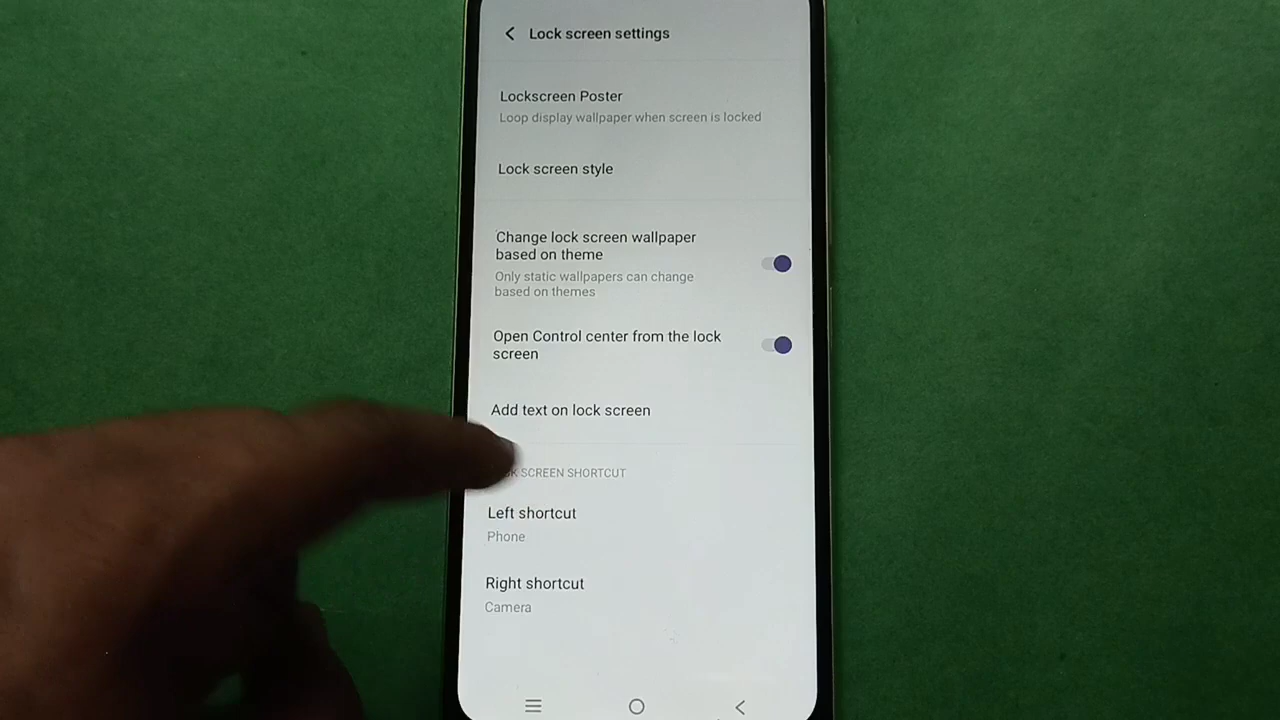 Lock screen settings
Lockscreen Poster
Loop display wallpaper when screen is locked
Lock screen style
Change lock screen wallpaper
based on theme
Only static wallpapers can change
based on themes
Open Control center from the lock
screen
Add text on lock screen
SCREEN SHORTCUT
Left shortcut
Phone
Right shortcut
Camera